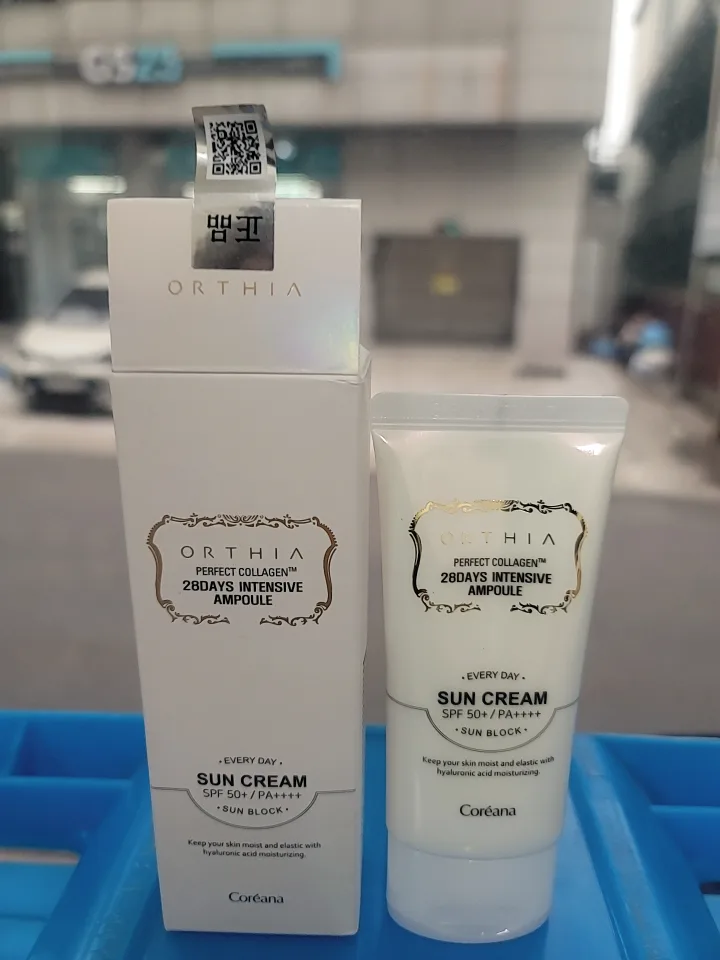 GS25
正品
ORTHIA
ORTHIA
PERFECT COLLAGEN™
28DAYS INTENSIVE
AMPOULE
• EVERY DAY •
SUN CREAM
SPF 50+ / PA++++
• SUN BLOCK •
Keep your skin moist and elastic with
hyaluronic acid moisturizing.
Coréana
ORTHIA
PERFECT COLLAGEN™
28DAYS INTENSIVE
AMPOULE
• EVERY DAY •
SUN CREAM
SPF 50+ / PA++++
• SUN BLOCK •
Keep your skin moist and elastic with
hyaluronic acid moisturizing.
Coréana